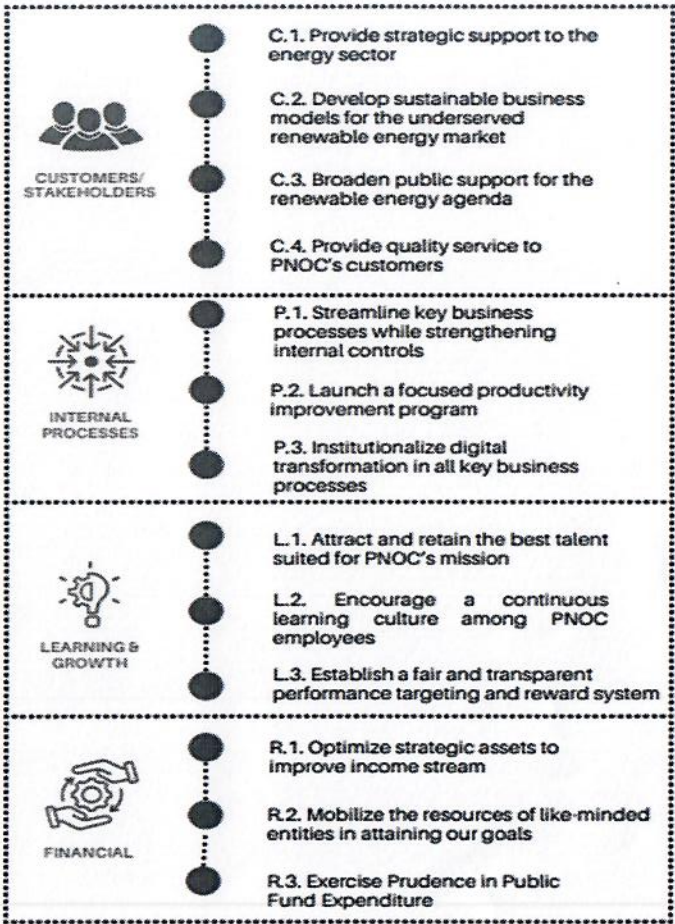 C.1. Provide strategic support to the
energy sector
C.2. Develop sustainable business
models for the underserved
renewable energy market
CUSTOMERS/
STAKEHOLDERS
C.3. Broaden public support for the
renewable energy agenda
C.4. Provide quality service to
PNOC's customers
P.1. Streamline key business
processes while strengthening
internal controls
P.2. Launch a focused productivity
improvement program
INTERNAL
PROCESSES
P.3. Institutionalize digital
transformation in all key business
processes
L.1. Attract and retain the best talent
suited for PNOC's mission
L.2. Encourage a continuous
learning culture among PNOC
employees
LEARNING &
GROWTH
L.3. Establish a fair and transparent
performance targeting and reward system
R.1. Optimize strategic assets to
improve income stream
R.2. Mobilize the resources of like-minded
entities in attaining our goals
FINANCIAL
R.3. Exercise Prudence in Public
Fund Expenditure